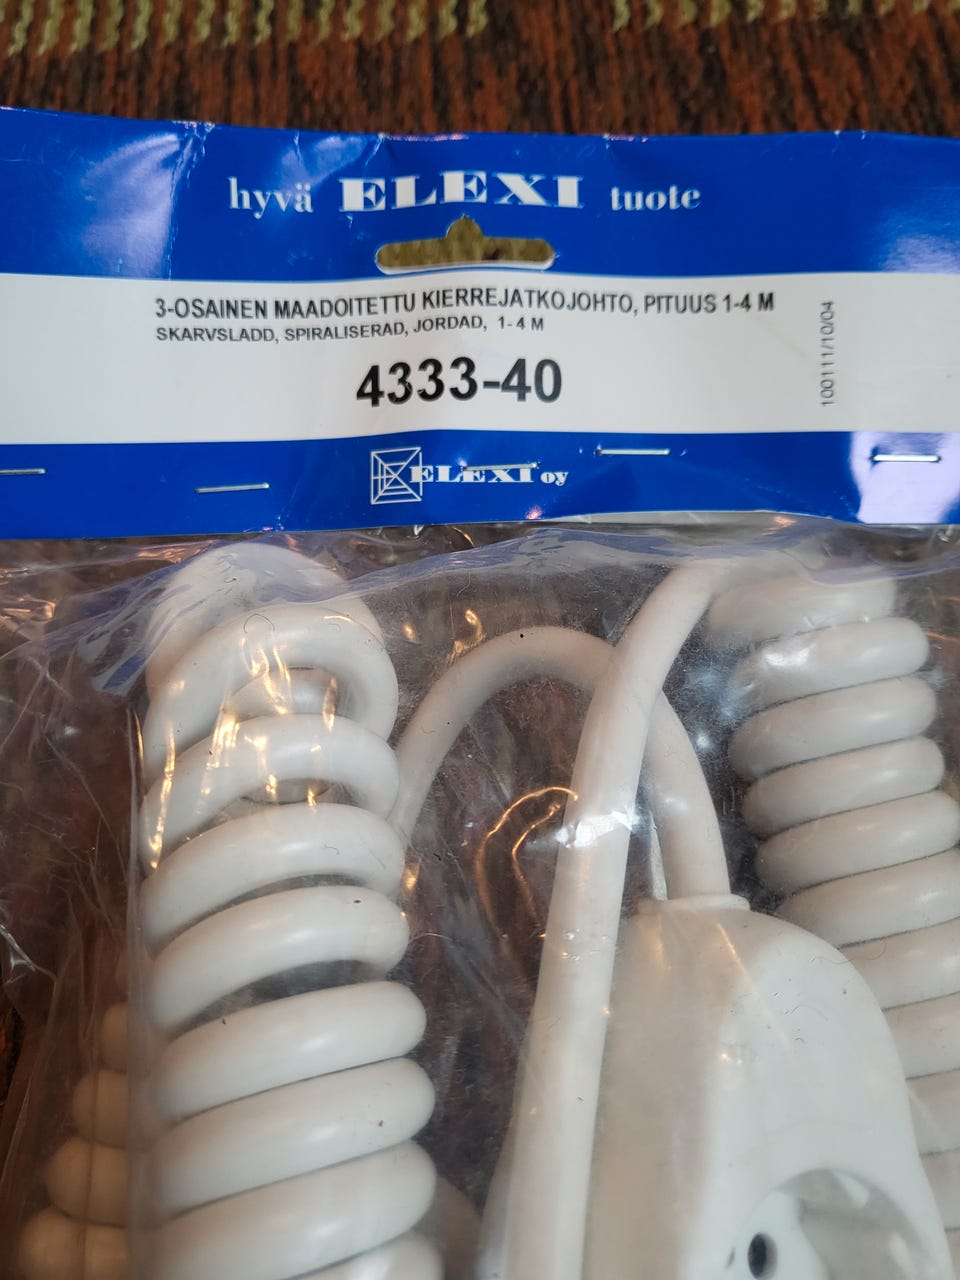 hyvä ELEXI tuote
3-OSAINEN MAADOITETTU KIERREJATKOJOHTO, PITUUS 1-4 M
SKARVSLADD, SPIRALISERAD, JORDAD, 1-4 M
4333-40
100111/10/04
ELEXI oy